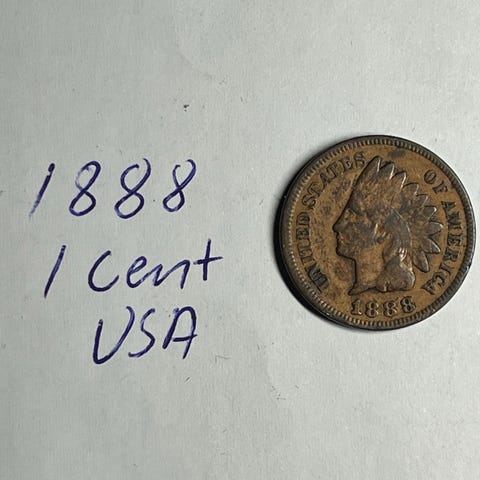 1888
1 Cent
USA
UNITED STATES OF AMERICA
1888